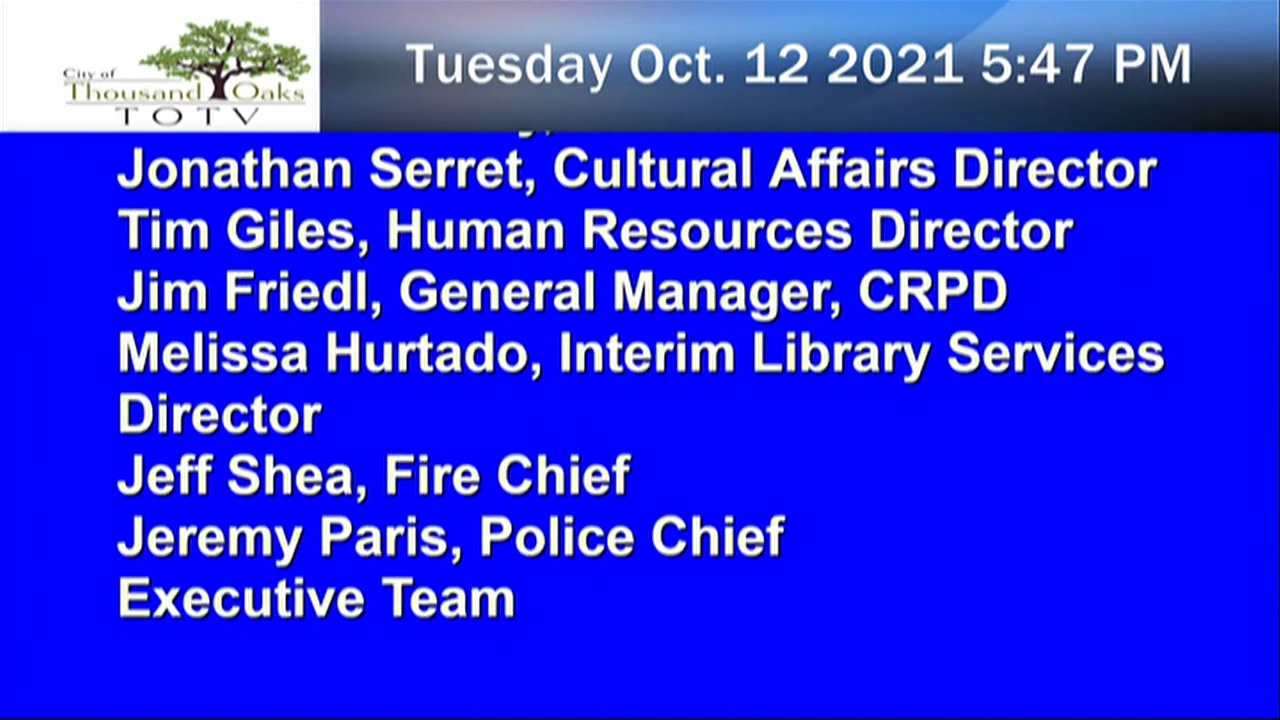 City of
Thousand Oaks
TOTV
Tuesday Oct. 12 2021 5:47 PM
Jonathan Serret, Cultural Affairs Director
Tim Giles, Human Resources Director
Jim Friedl, General Manager, CRPD
Melissa Hurtado, Interim Library Services
Director
Jeff Shea, Fire Chief
Jeremy Paris, Police Chief
Executive Team